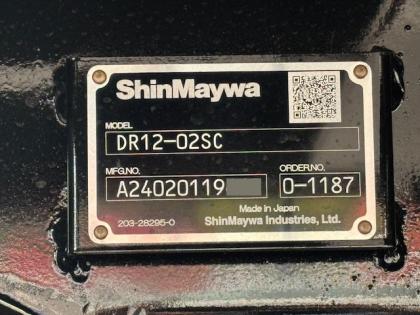 ShinMaywa
MODEL
DR12-02SC
MFG.NO.
ORDER.NO.
A24020119
0-1187
Made in Japan
203-28295-0
ShinMaywa Industries, Ltd.